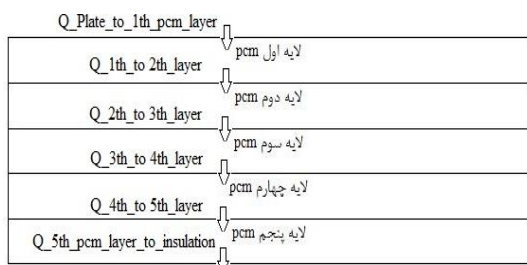 Q_Plate_to_1th_pcm_layer
لایه اول pcm
Q_1th_to 2th_layer
لایه دوم pcm
Q_2th_to 3th_layer
لایه سوم pcm
Q_3th_to 4th_layer
لایه چهارم pcm
Q_4th_to 5th_layer
لایه پنجم pcm
Q_5th_pcm_layer_to_insulation